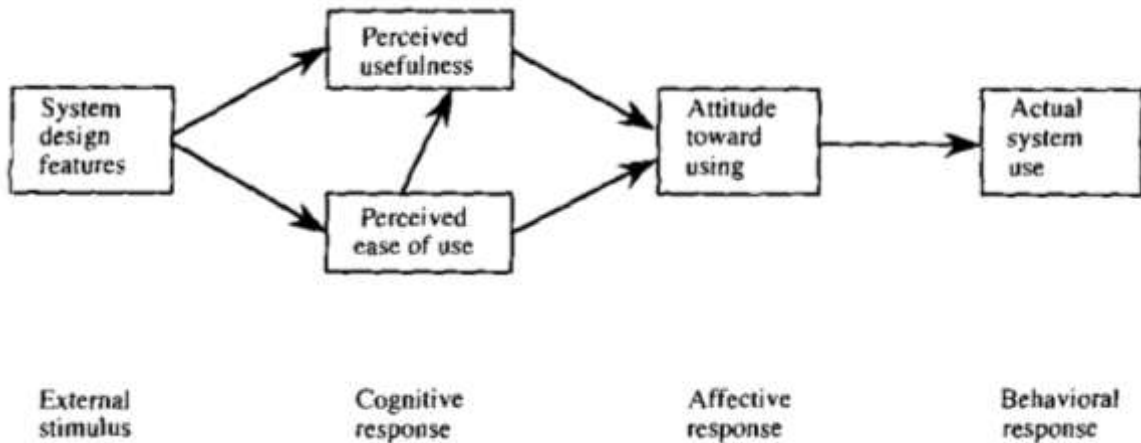 Perceived
usefulness
System
design
features
Attitude
toward
using
Actual
system
use
Perceived
ease of use
External
stimulus
Cognitive
response
Affective
response
Behavioral
response